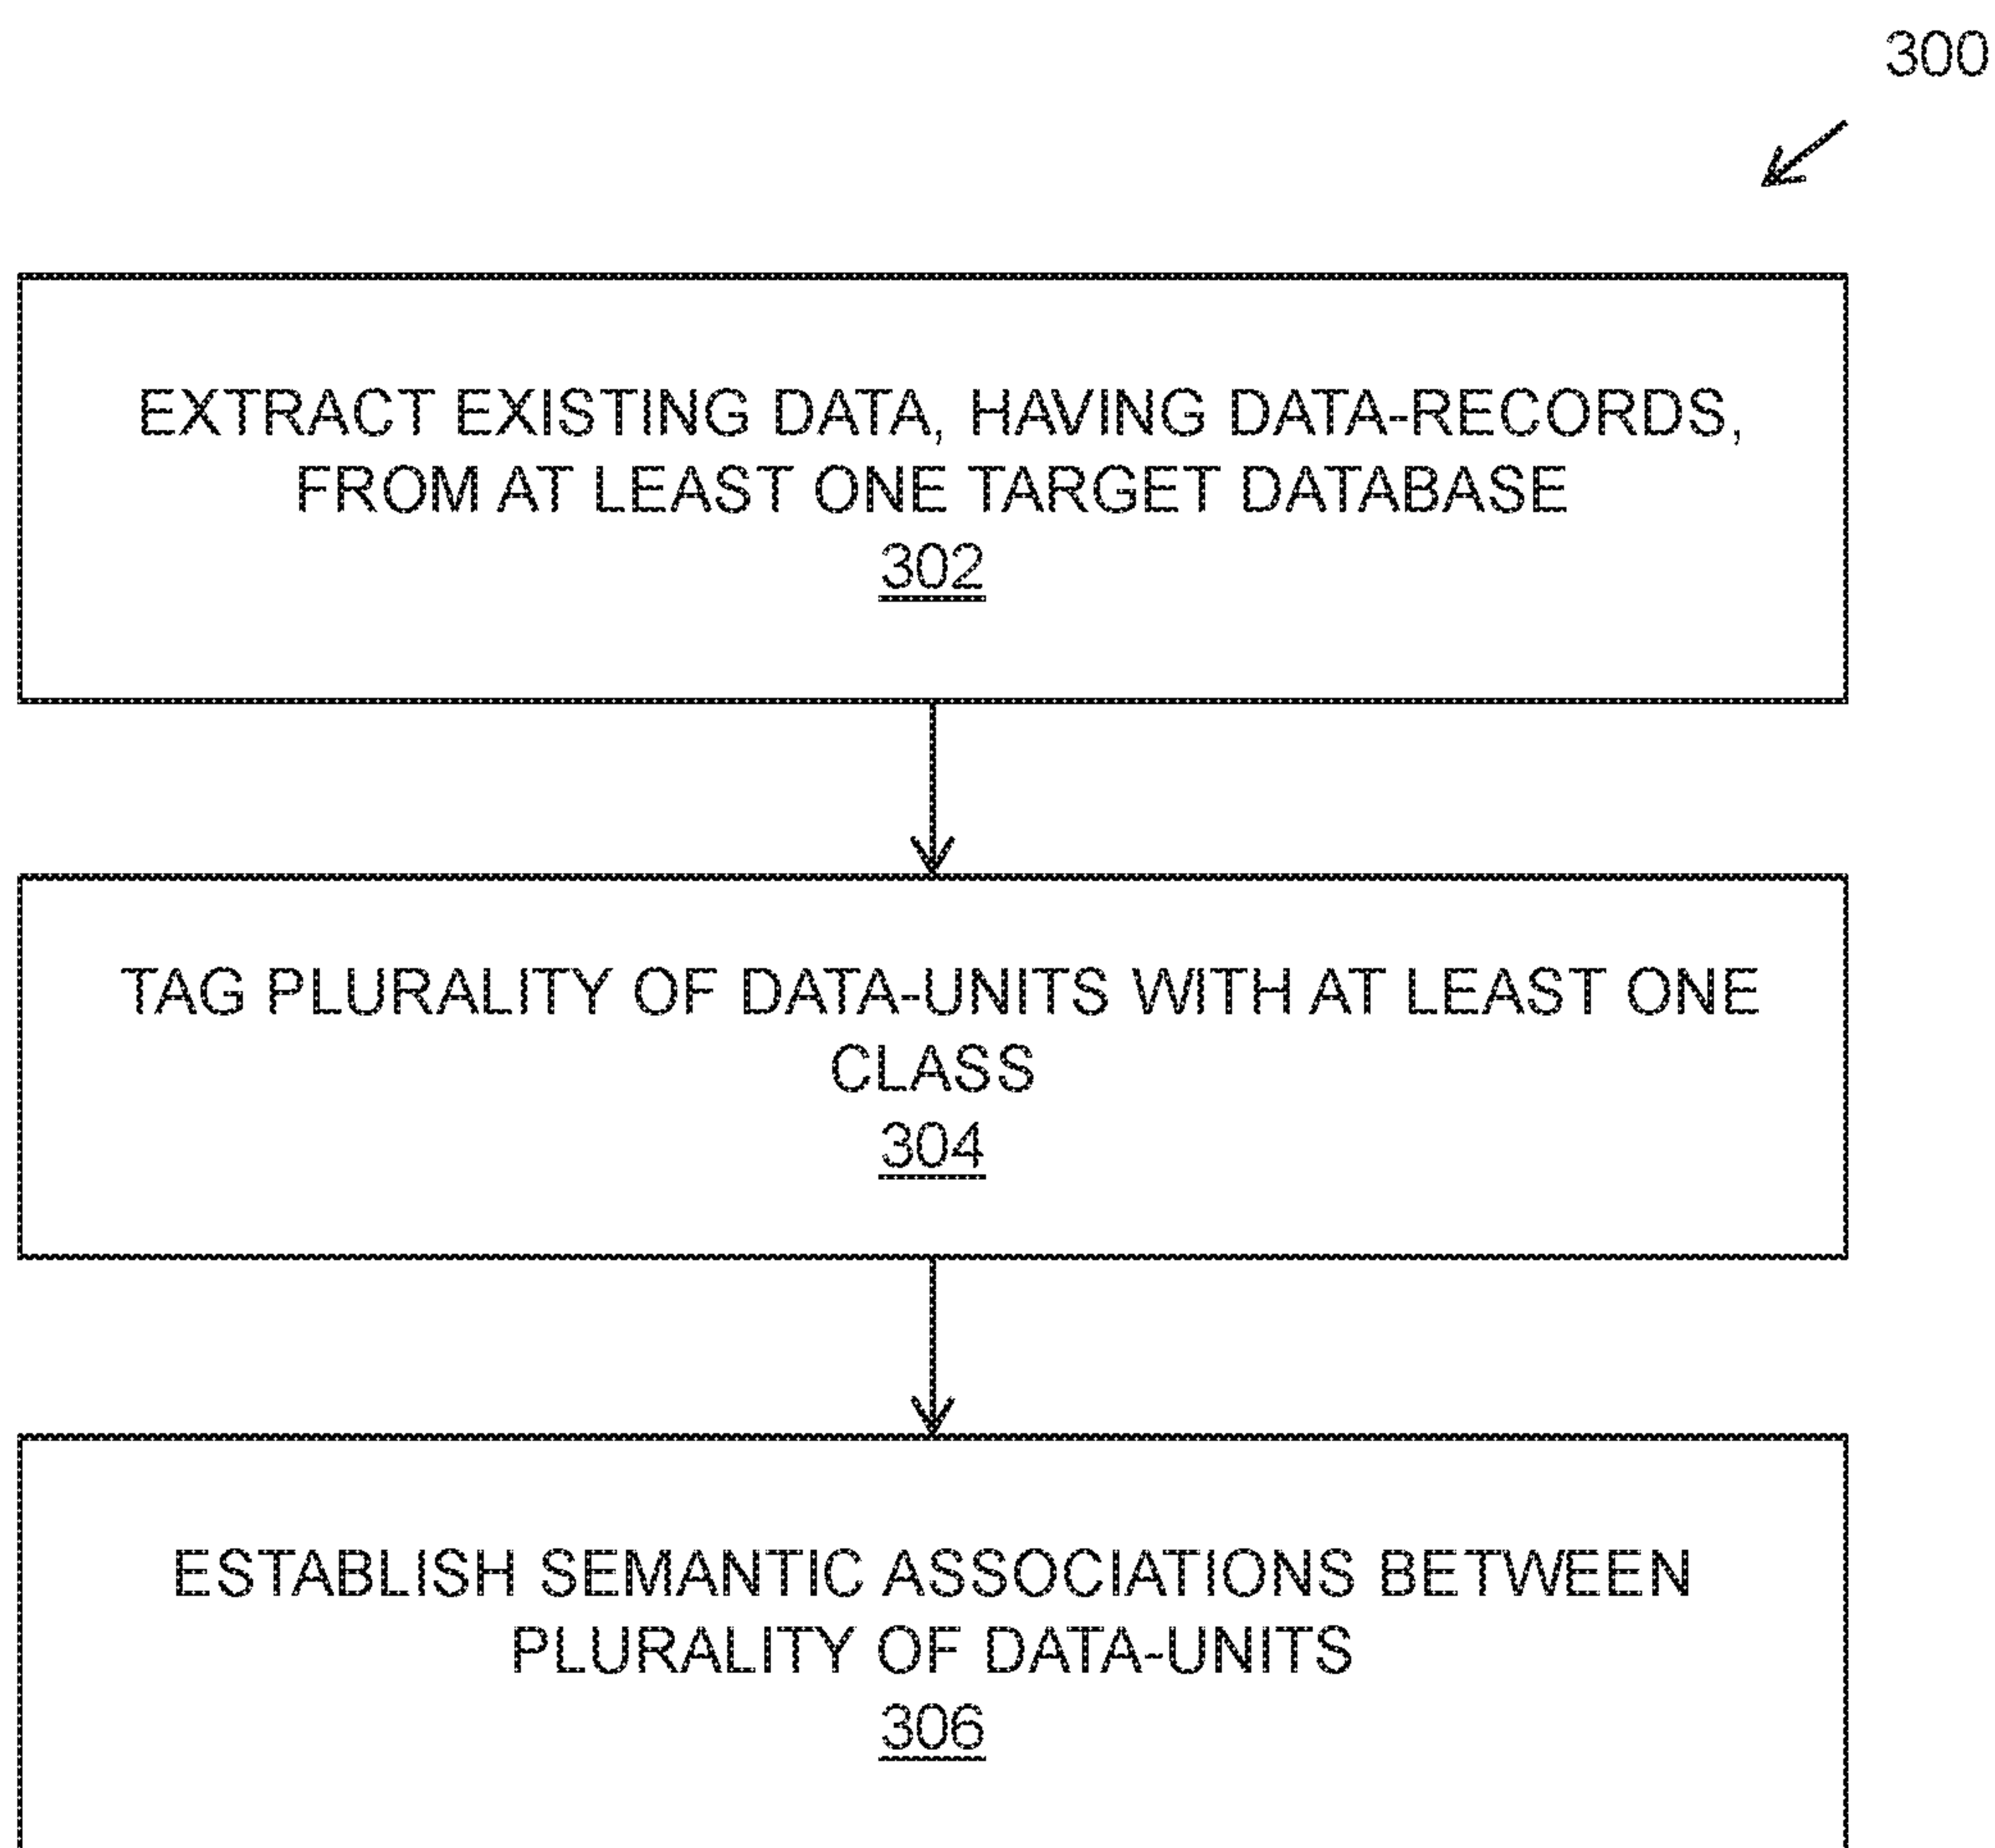 300
EXTRACT EXISTING DATA, HAVING DATA-RECORDS,
FROM AT LEAST ONE TARGET DATABASE
302
TAG PLURALITY OF DATA-UNITS WITH AT LEAST ONE
CLASS
304
ESTABLISH SEMANTIC ASSOCIATIONS BETWEEN
PLURALITY OF DATA-UNITS
306